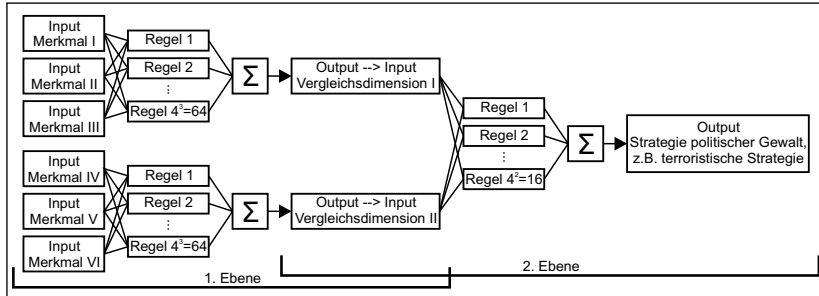 Input
Merkmal I
Input
Merkmal II
Input
Merkmal III
Regel 1
Regel 2
⋮
Regel 4³=64
Σ
Output --> Input
Vergleichsdimension I
Input
Merkmal IV
Input
Merkmal V
Input
Merkmal VI
Regel 1
Regel 2
⋮
Regel 4³=64
Σ
Output --> Input
Vergleichsdimension II
Regel 1
Regel 2
⋮
Regel 4²=16
Σ
Output
Strategie politischer Gewalt,
z.B. terroristische Strategie
1. Ebene
2. Ebene